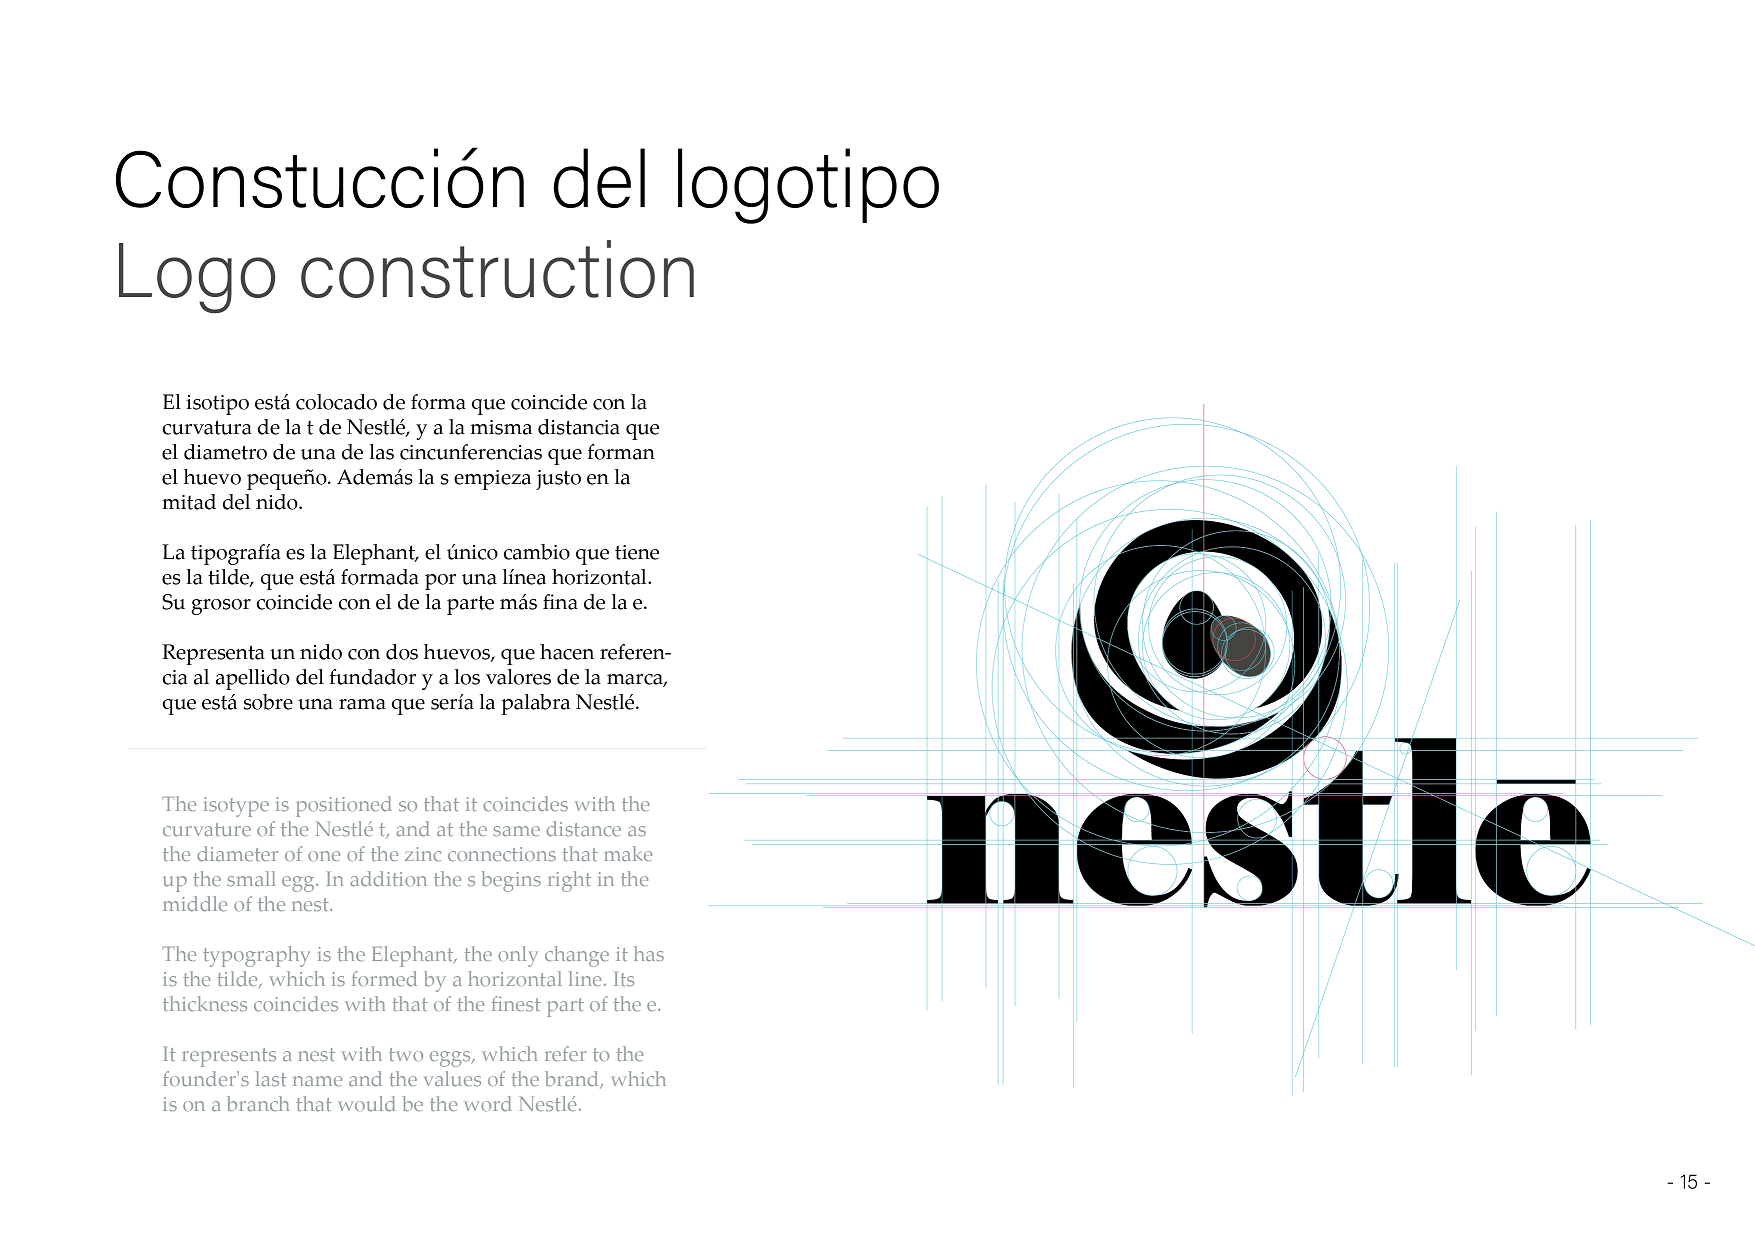 Constucción del logotipo
Logo construction
El isotipo está colocado de forma que coincide con la
curvatura de la t de Nestlé, y a la misma distancia que
el diametro de una de las cincunferencias que forman
el huevo pequeño. Además la s empieza justo en la
mitad del nido.
La tipografía es la Elephant, el único cambio que tiene
es la tilde, que está formada por una línea horizontal.
Su grosor coincide con el de la parte más fina de la e.
Representa un nido con dos huevos, que hacen referen-
cia al apellido del fundador y a los valores de la marca,
que está sobre una rama que sería la palabra Nestlé.
The isotype is positioned so that it coincides with the
curvature of the Nestlé t, and at the same distance as
the diameter of one of the zinc connections that make
up the small egg. In addition the s begins right in the
middle of the nest.
The typography is the Elephant, the only change it has
is the tilde, which is formed by a horizontal line. Its
thickness coincides with that of the finest part of the e.
It represents a nest with two eggs, which refer to the
founder's last name and the values of the brand, which
is on a branch that would be the word Nestlé.
nestlē
- 15 -